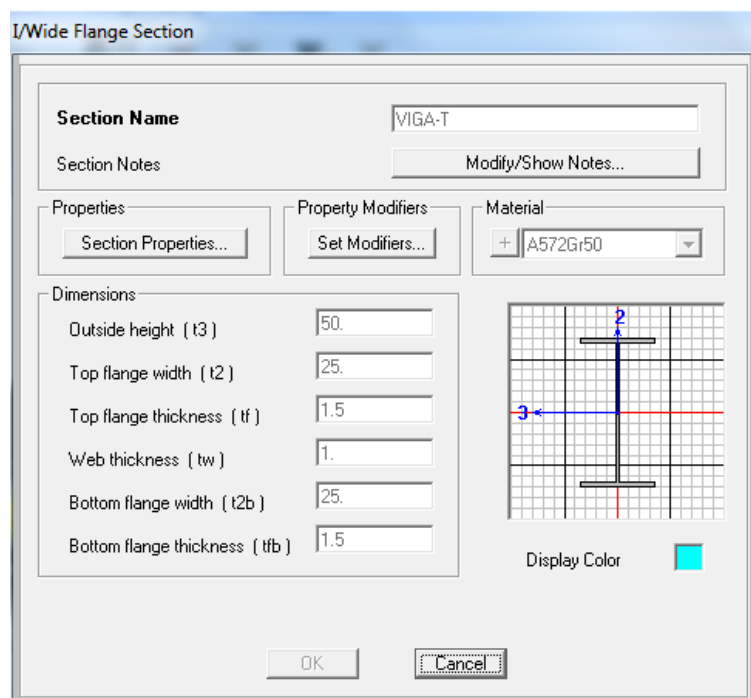 I/Wide Flange Section
Section Name VIGA-T
Section Notes Modify/Show Notes...
Properties Property Modifiers Material
Section Properties... Set Modifiers... + A572Gr50
Dimensions
Outside height ( t3 ) 50.
Top flange width ( t2 ) 25.
Top flange thickness ( tf ) 1.5
Web thickness ( tw ) 1.
Bottom flange width ( t2b ) 25.
Bottom flange thickness ( tfb ) 1.5
2
3
Display Color
OK Cancel